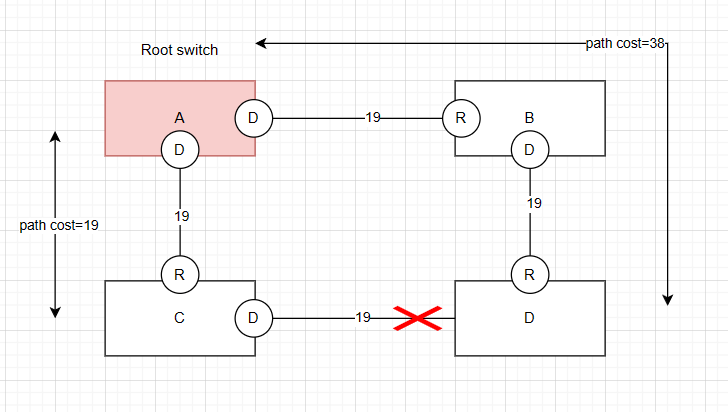 path cost=38
Root switch
A
D
19
R
B
D
D
19
19
path cost=19
R
R
C
D
19
D